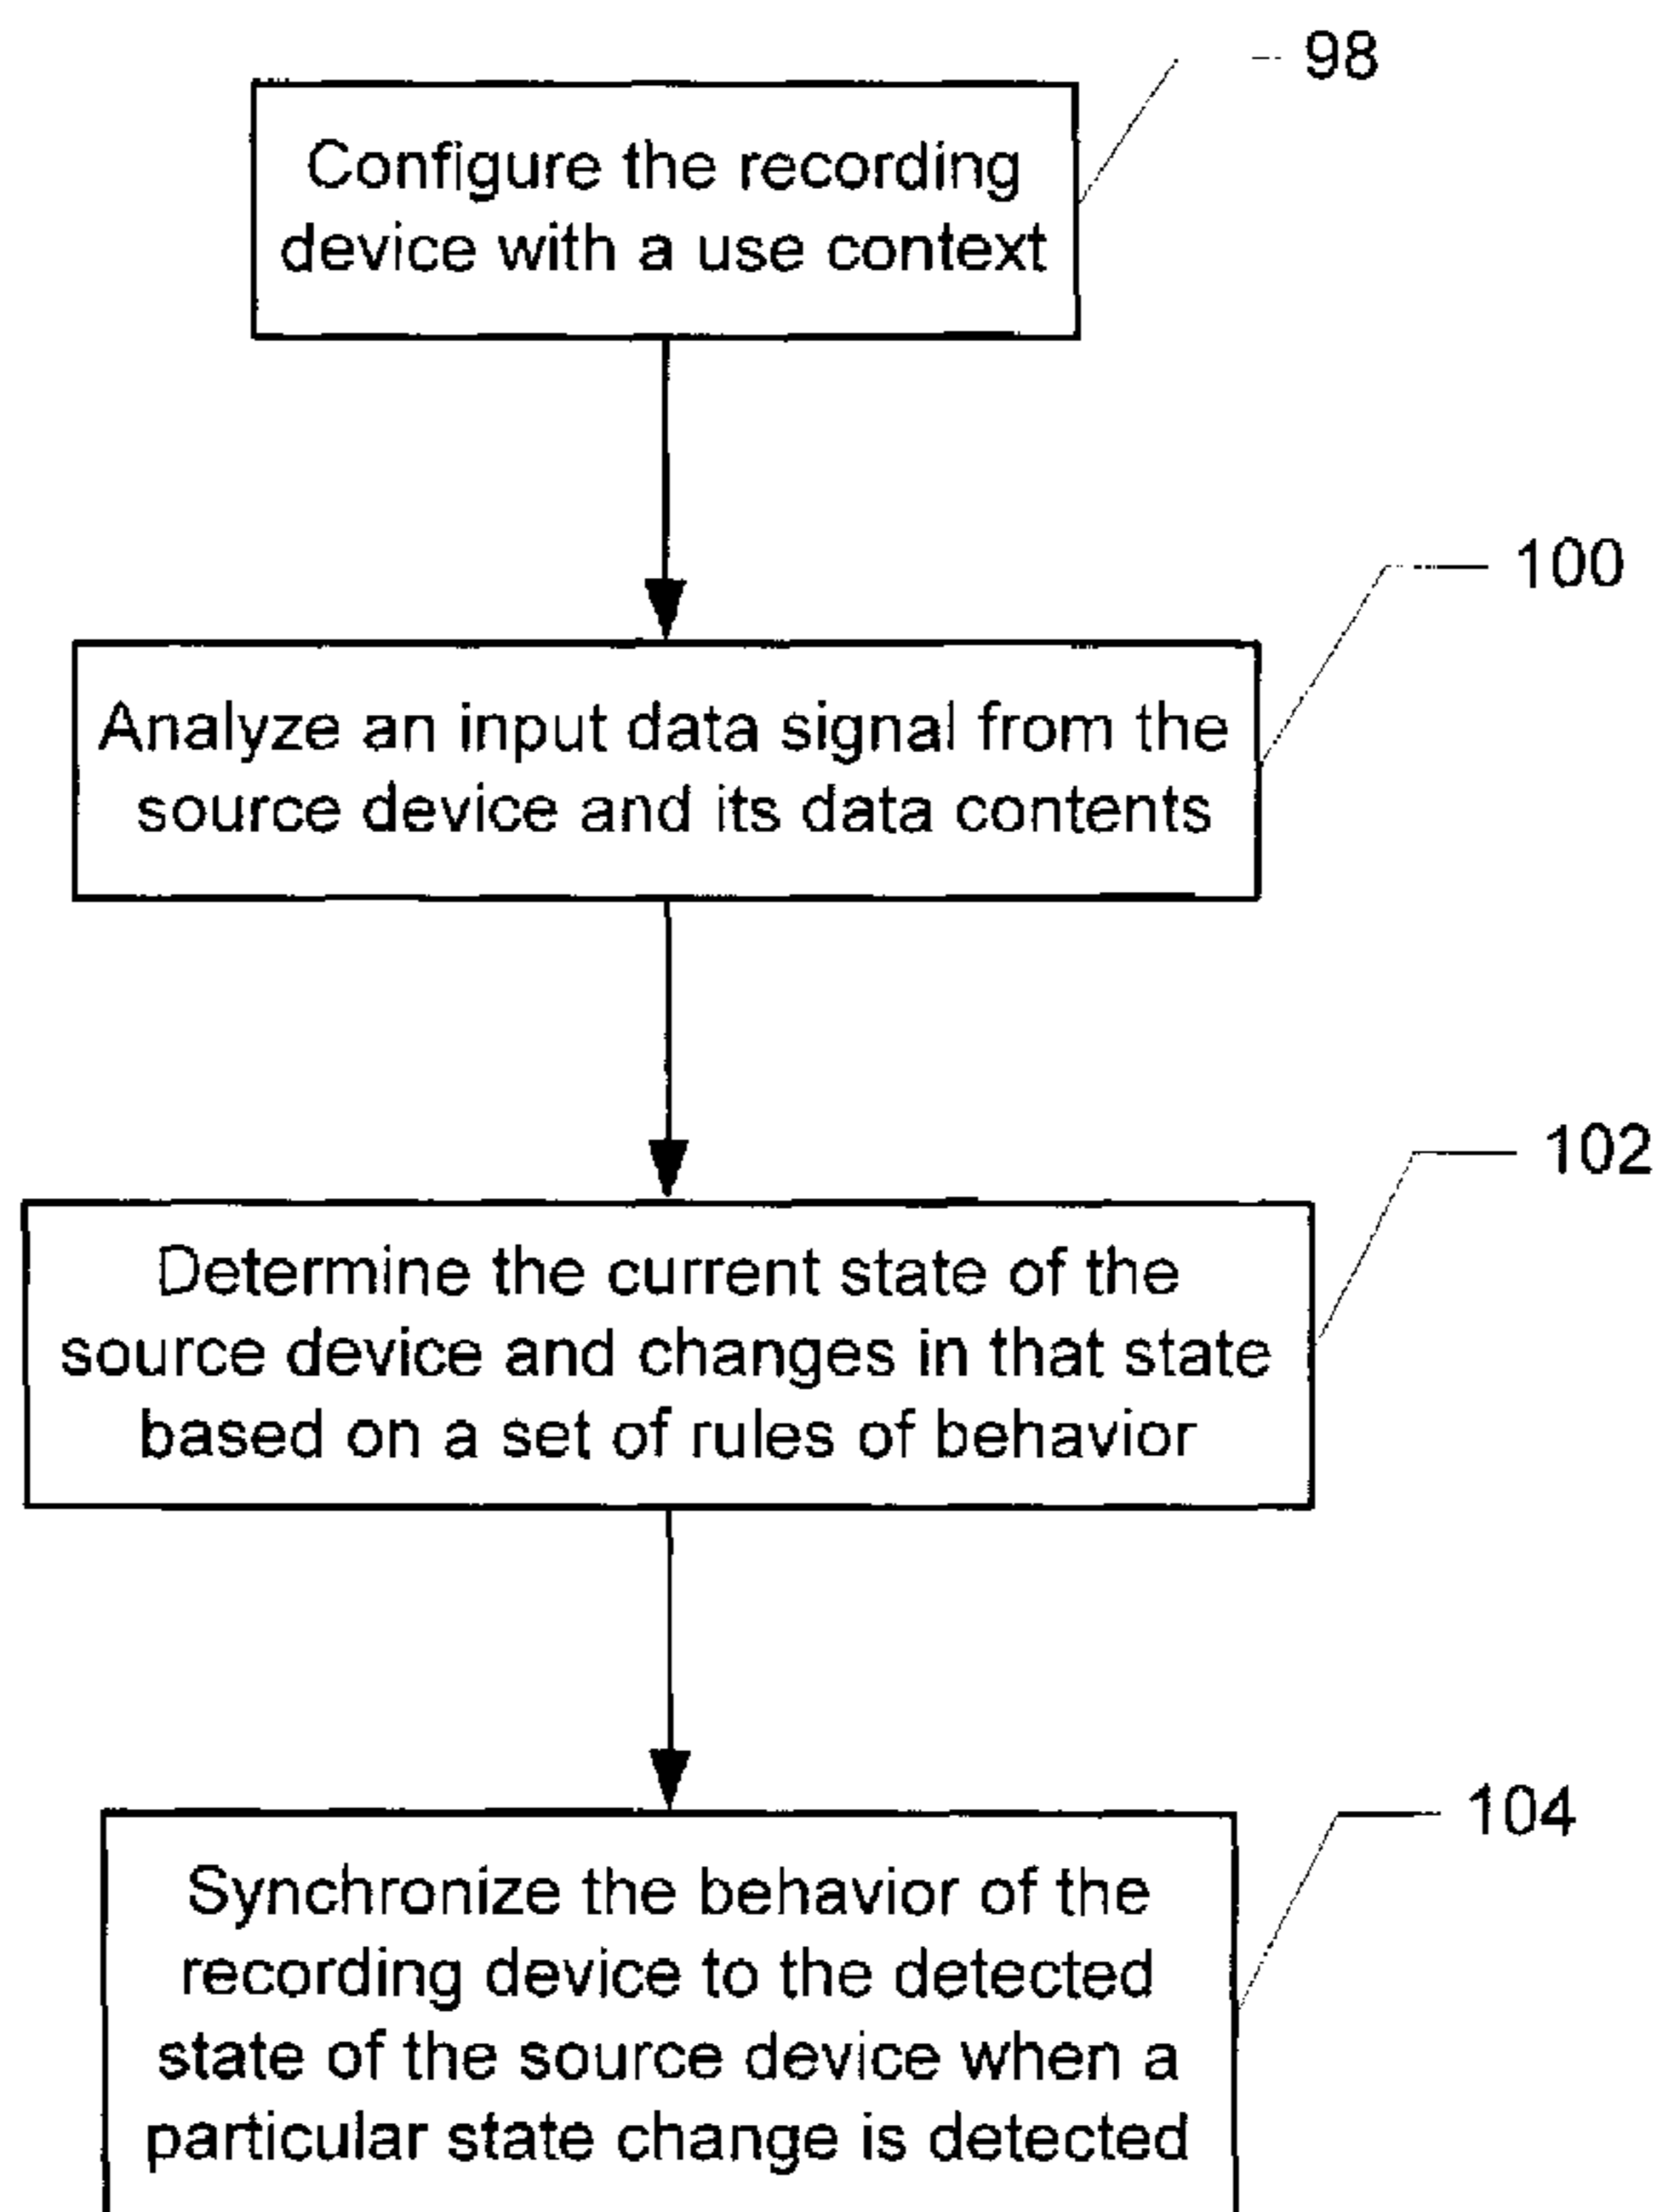 98
Configure the recording
device with a use context
100
Analyze an input data signal from the
source device and its data contents
102
Determine the current state of the
source device and changes in that state
based on a set of rules of behavior
104
Synchronize the behavior of the
recording device to the detected
state of the source device when a
particular state change is detected